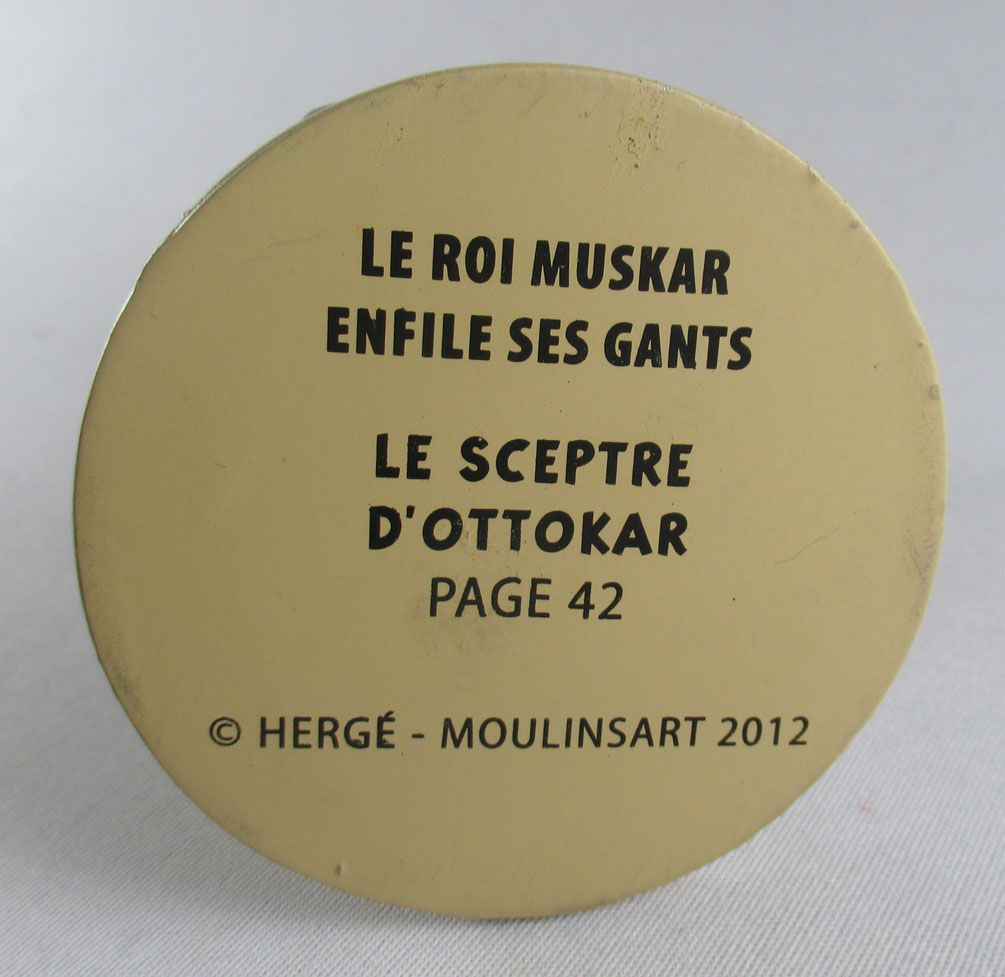 LE ROI MUSKAR
ENFILE SES GANTS
LE SCEPTRE
D'OTTOKAR
PAGE 42
© HERGÉ - MOULINSART 2012